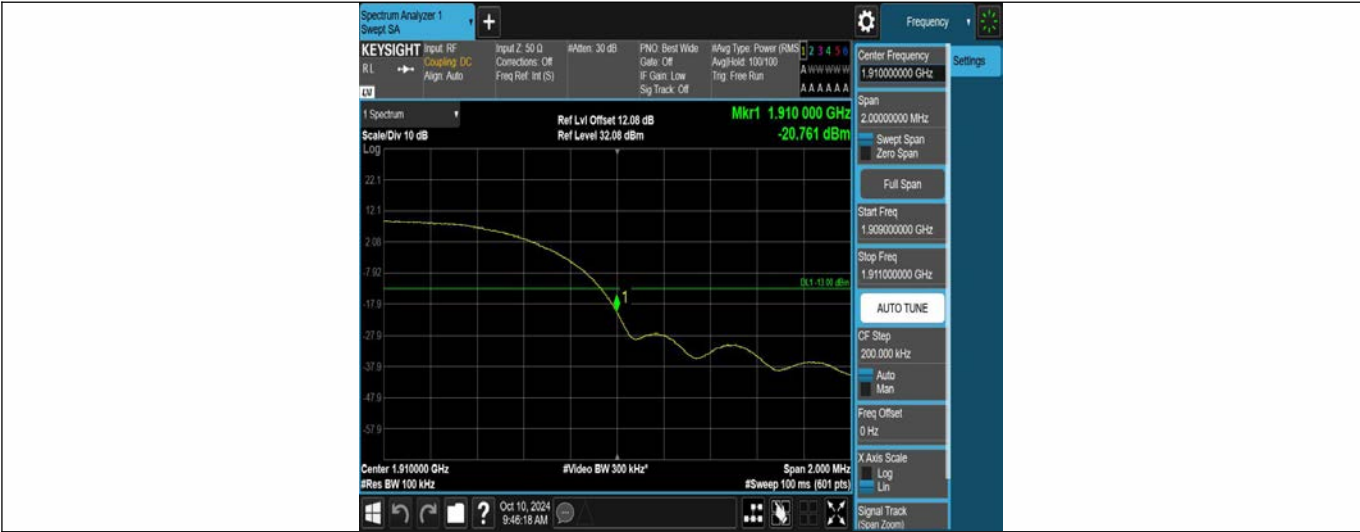 Spectrum Analyzer 1
Swept SA
+
Frequency
KEYSIGHT
RL
Input: RF
Coupling: DC
Align: Auto
Input Z: 50 Ω
Corrections: Off
Freq Ref: Int (S)
#Atten: 30 dB
PNO: Best Wide
Gate: Off
IF Gain: Low
Sig Track: Off
#Avg Type: Power (RMS
Avg|Hold: 100/100
Trig: Free Run
1 2 3 4 5 6
A W W W W W
A A A A A A
1 Spectrum
Scale/Div 10 dB
Log
Ref Lvl Offset 12.08 dB
Ref Level 32.08 dBm
Mkr1 1.910 000 GHz
-20.761 dBm
22.1
12.1
2.08
-7.92
-17.9
-27.9
-37.9
-47.9
-57.9
DL1 -13.00 dBm
1
Center 1.910000 GHz
#Res BW 100 kHz
#Video BW 300 kHz*
Span 2.000 MHz
#Sweep 100 ms (601 pts)
?
Oct 10, 2024
9:46:18 AM
Center Frequency
1.910000000 GHz
Settings
Span
2.00000000 MHz
Swept Span
Zero Span
Full Span
Start Freq
1.909000000 GHz
Stop Freq
1.911000000 GHz
AUTO TUNE
CF Step
200.000 kHz
Auto
Man
Freq Offset
0 Hz
X Axis Scale
Log
Lin
Signal Track
(Span Zoom)